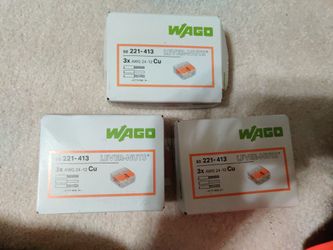 WAGO
221-413 LEVER-NUTS
3x AWG 24-12 Cu
WAGO
221-413 LEVER-NUTS
3x AWG 24-12 Cu
WAGO
221-413 LEVER-NUTS
3x AWG 24-12 Cu